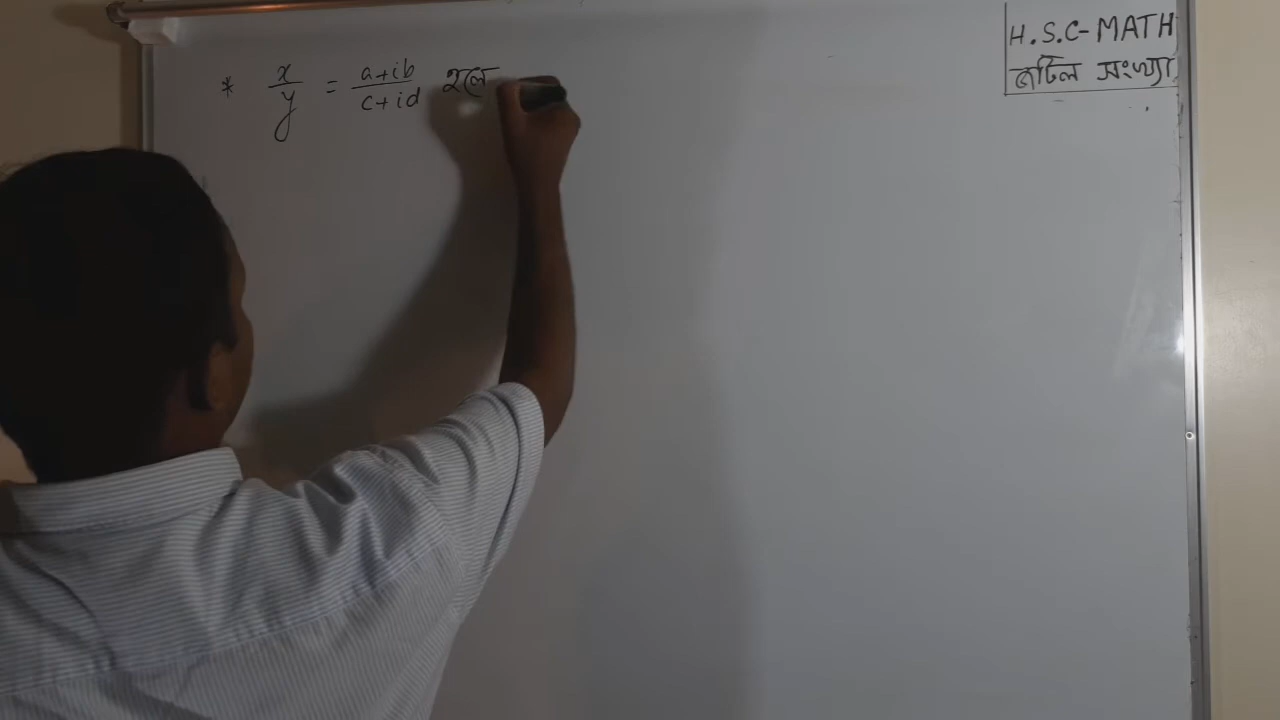 * x/y = a+ib/c+id হলে
H.S.C-MATH
জটিল সংখ্যা